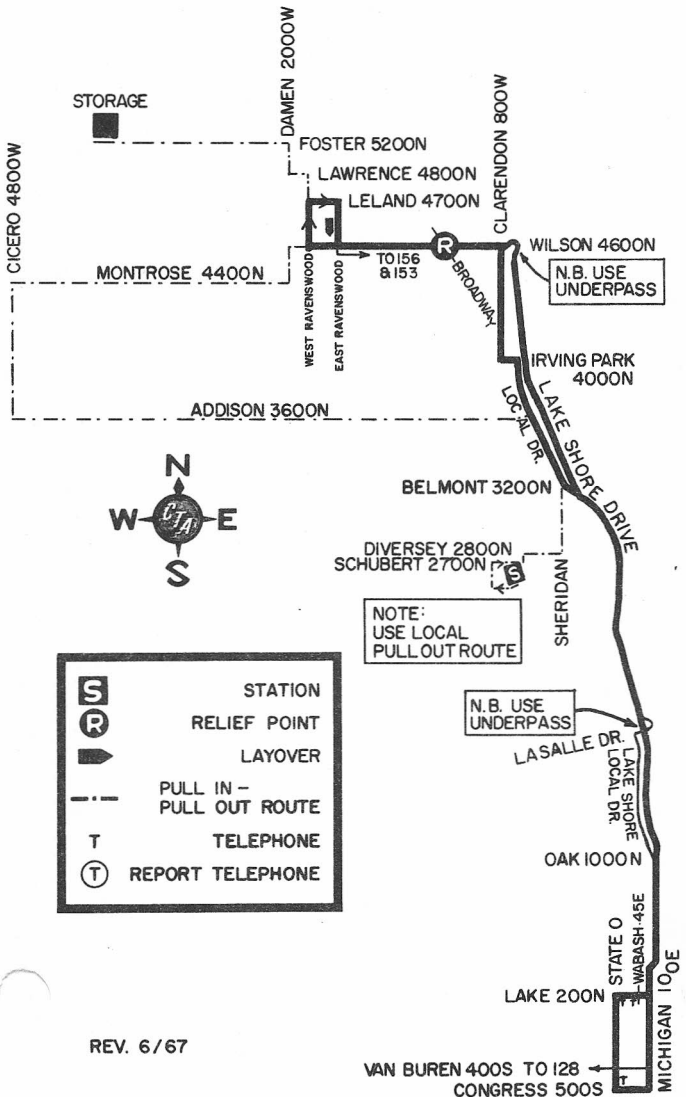 DAMEN 2000W
CLARENDON 800W
CICERO 4800W
STORAGE
FOSTER 5200N
LAWRENCE 4800N
LELAND 4700N
WILSON 4600N
MONTROSE 4400N
WEST RAVENSWOOD
EAST RAVENSWOOD
TO 156
& 153
R
BROADWAY
N.B. USE
UNDERPASS
IRVING PARK
4000N
ADDISON 3600N
LOCAL DR.
LAKE SHORE DRIVE
N
W
CTA
E
S
BELMONT 3200N
DIVERSEY 2800N
SCHUBERT 2700N
S
SHERIDAN
NOTE:
USE LOCAL
PULL OUT ROUTE
S STATION
R RELIEF POINT
LAYOVER
PULL IN -
PULL OUT ROUTE
T TELEPHONE
T REPORT TELEPHONE
N.B. USE
UNDERPASS
LASALLE DR.
LAKE SHORE
LOCAL DR.
OAK 1000N
STATE 0
WABASH 45E
MICHIGAN 100E
LAKE 200N
T T T
T
VAN BUREN 400S TO 128
CONGRESS 500S
REV. 6/67